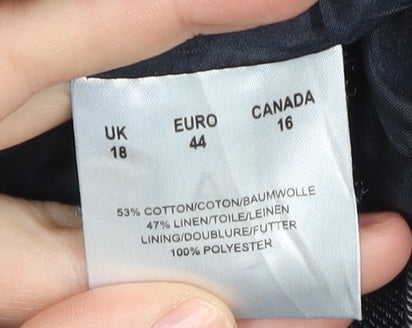 UK EURO CANADA
18 44 16
53% COTTON/COTON/BAUMWOLLE
47% LINEN/TOILE/LEINEN
LINING/DOUBLURE/FUTTER
100% POLYESTER